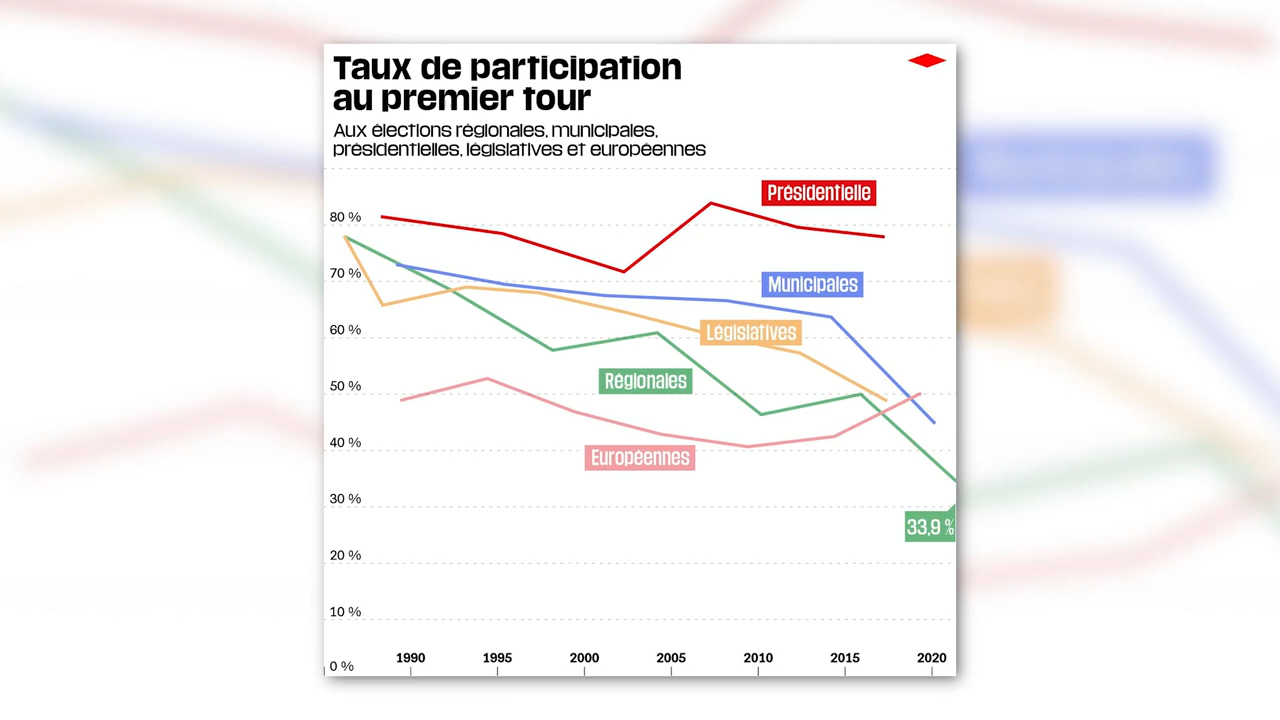 Taux de participation
au premier tour
Aux élections régionales, municipales,
présidentielles, législatives et européennes
Présidentielle
80 %
70 %
Municipales
60 %
Législatives
50 %
Régionales
40 %
Européennes
30 %
33,9 %
20 %
10 %
0 %
1990 1995 2000 2005 2010 2015 2020